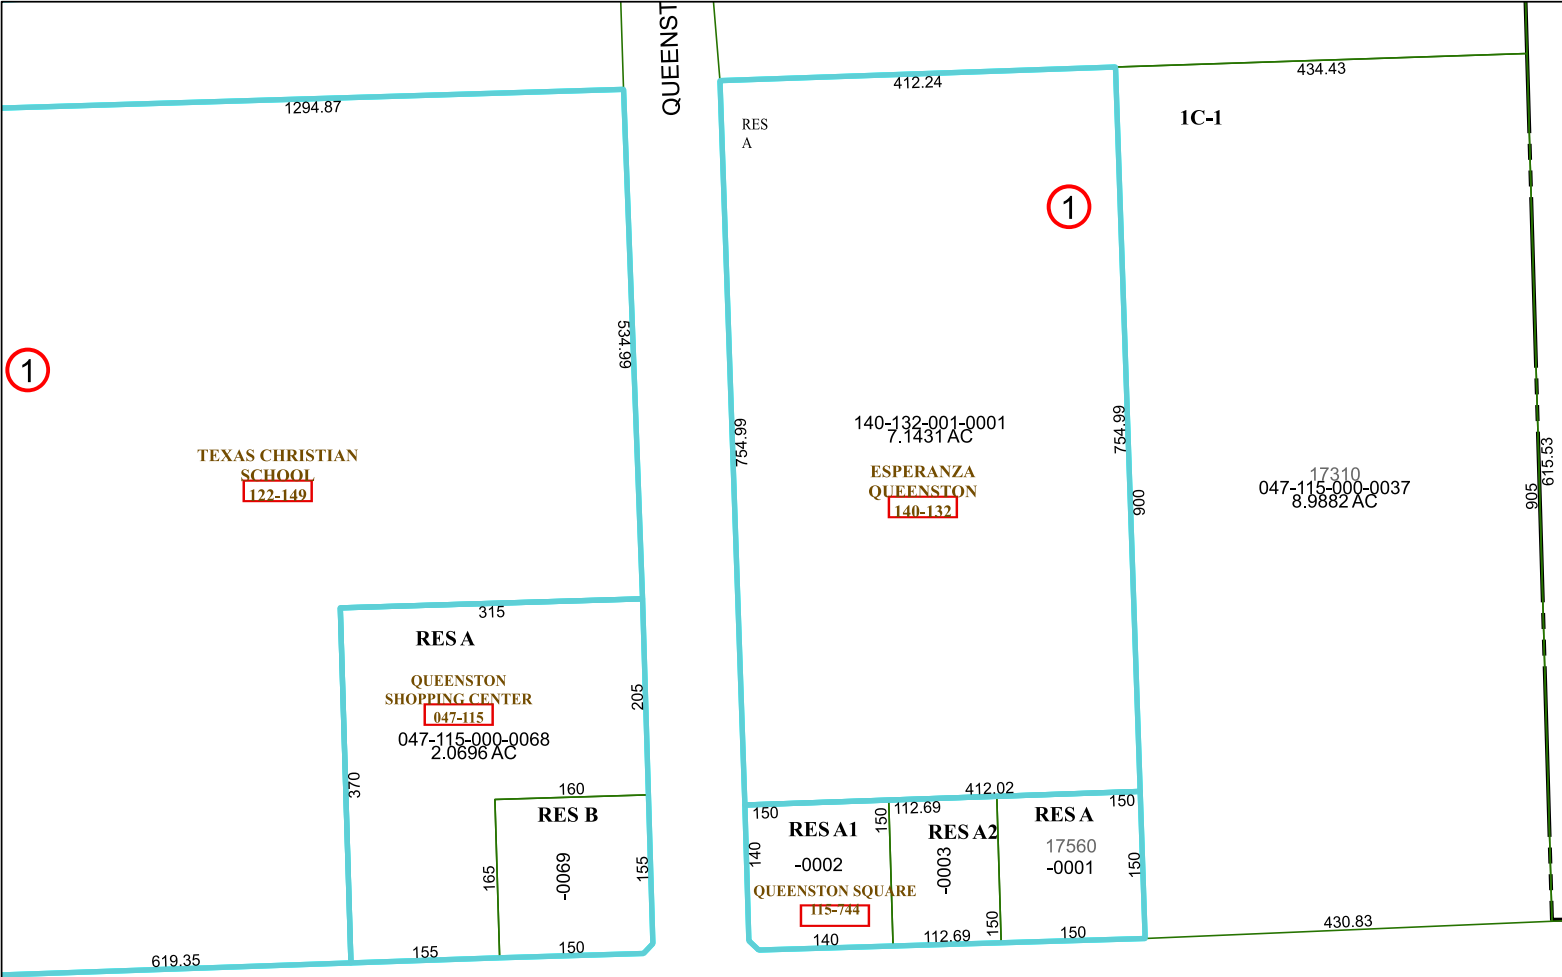 QUEENST
1294.87
412.24
434.43
RES
A
1C-1
1
1
534.99
754.99
754.99
140-132-001-0001
7.1431 AC
TEXAS CHRISTIAN
SCHOOL
122-149
ESPERANZA
QUEENSTON
140-132
900
17310
047-115-000-0037
8.9882 AC
905
615.53
315
RES A
QUEENSTON
SHOPPING CENTER
047-115
047-115-000-0068
2.0696 AC
205
370
160
RES B
-0069
165
155
412.02
150
112.69
150
150
RES A1
RES A2
RES A
140
-0002
-0003
17560
-0001
150
QUEENSTON SQUARE
115-744
150
140
112.69
150
430.83
619.35
155
150